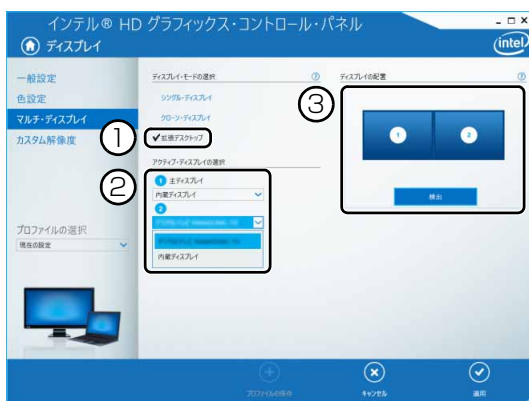 インテル® HD グラフィックス・コントロール・パネル
ディスプレイ
intel
一般設定
色設定
マルチ・ディスプレイ
カスタム解像度
プロファイルの選択
現在の設定
ディスプレイ・モードの選択
?
シングル・ディスプレイ
クローン・ディスプレイ
①
✔拡張デスクトップ
アクティブ・ディスプレイの選択
②
1 主ディスプレイ
内蔵ディスプレイ
2
内蔵ディスプレイ
ディスプレイの配置
?
③
1 2
検出
プロファイルの保存
キャンセル
適用